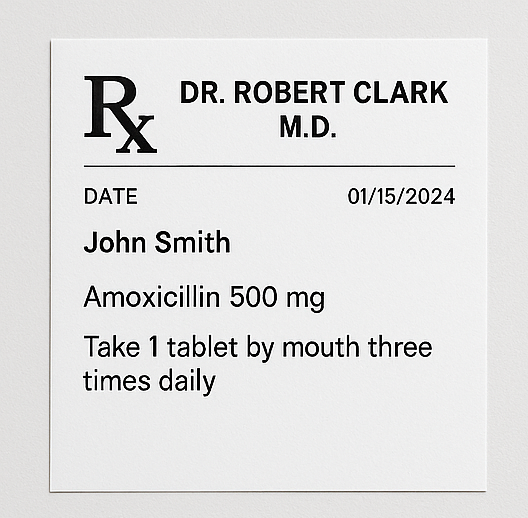 Rx DR. ROBERT CLARK
M.D.
DATE 01/15/2024
John Smith
Amoxicillin 500 mg
Take 1 tablet by mouth three
times daily